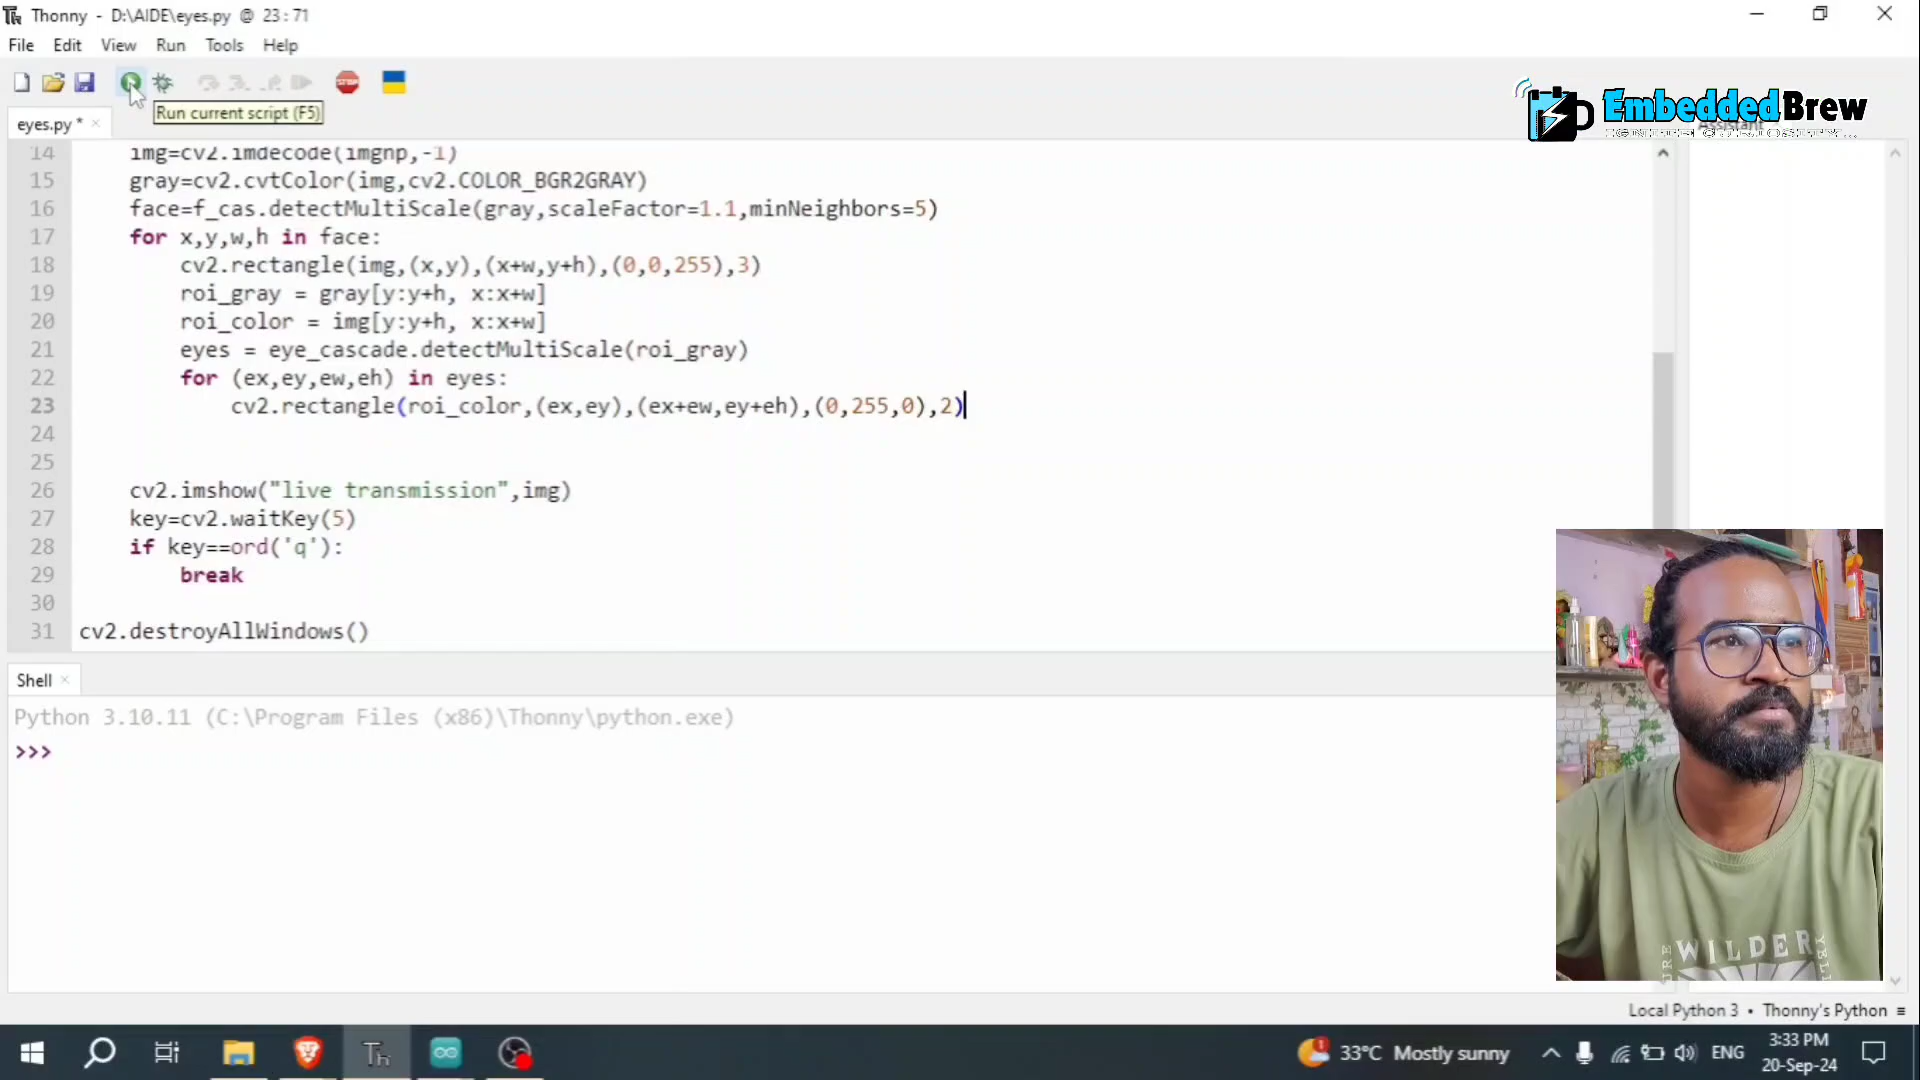 Thonny - D:\AIDE\eyes.py @ 23:71
File Edit View Run Tools Help
STOP
Run current script (F5)
EmbeddedBrew
eyes.py *
14 img=cv2.imdecode(imgnp,-1)
15 gray=cv2.cvtColor(img,cv2.COLOR_BGR2GRAY)
16 face=f_cas.detectMultiScale(gray,scaleFactor=1.1,minNeighbors=5)
17 for x,y,w,h in face:
18 cv2.rectangle(img,(x,y),(x+w,y+h),(0,0,255),3)
19 roi_gray = gray[y:y+h, x:x+w]
20 roi_color = img[y:y+h, x:x+w]
21 eyes = eye_cascade.detectMultiScale(roi_gray)
22 for (ex,ey,ew,eh) in eyes:
23 cv2.rectangle(roi_color,(ex,ey),(ex+ew,ey+eh),(0,255,0),2)
24
25
26 cv2.imshow("live transmission",img)
27 key=cv2.waitKey(5)
28 if key==ord('q'):
29 break
30
31 cv2.destroyAllWindows()
Shell
Python 3.10.11 (C:\Program Files (x86)\Thonny\python.exe)
>>>
WILDER
Local Python 3 • Thonny's Python ≡
Th
33°C Mostly sunny
ENG
3:33 PM
20-Sep-24